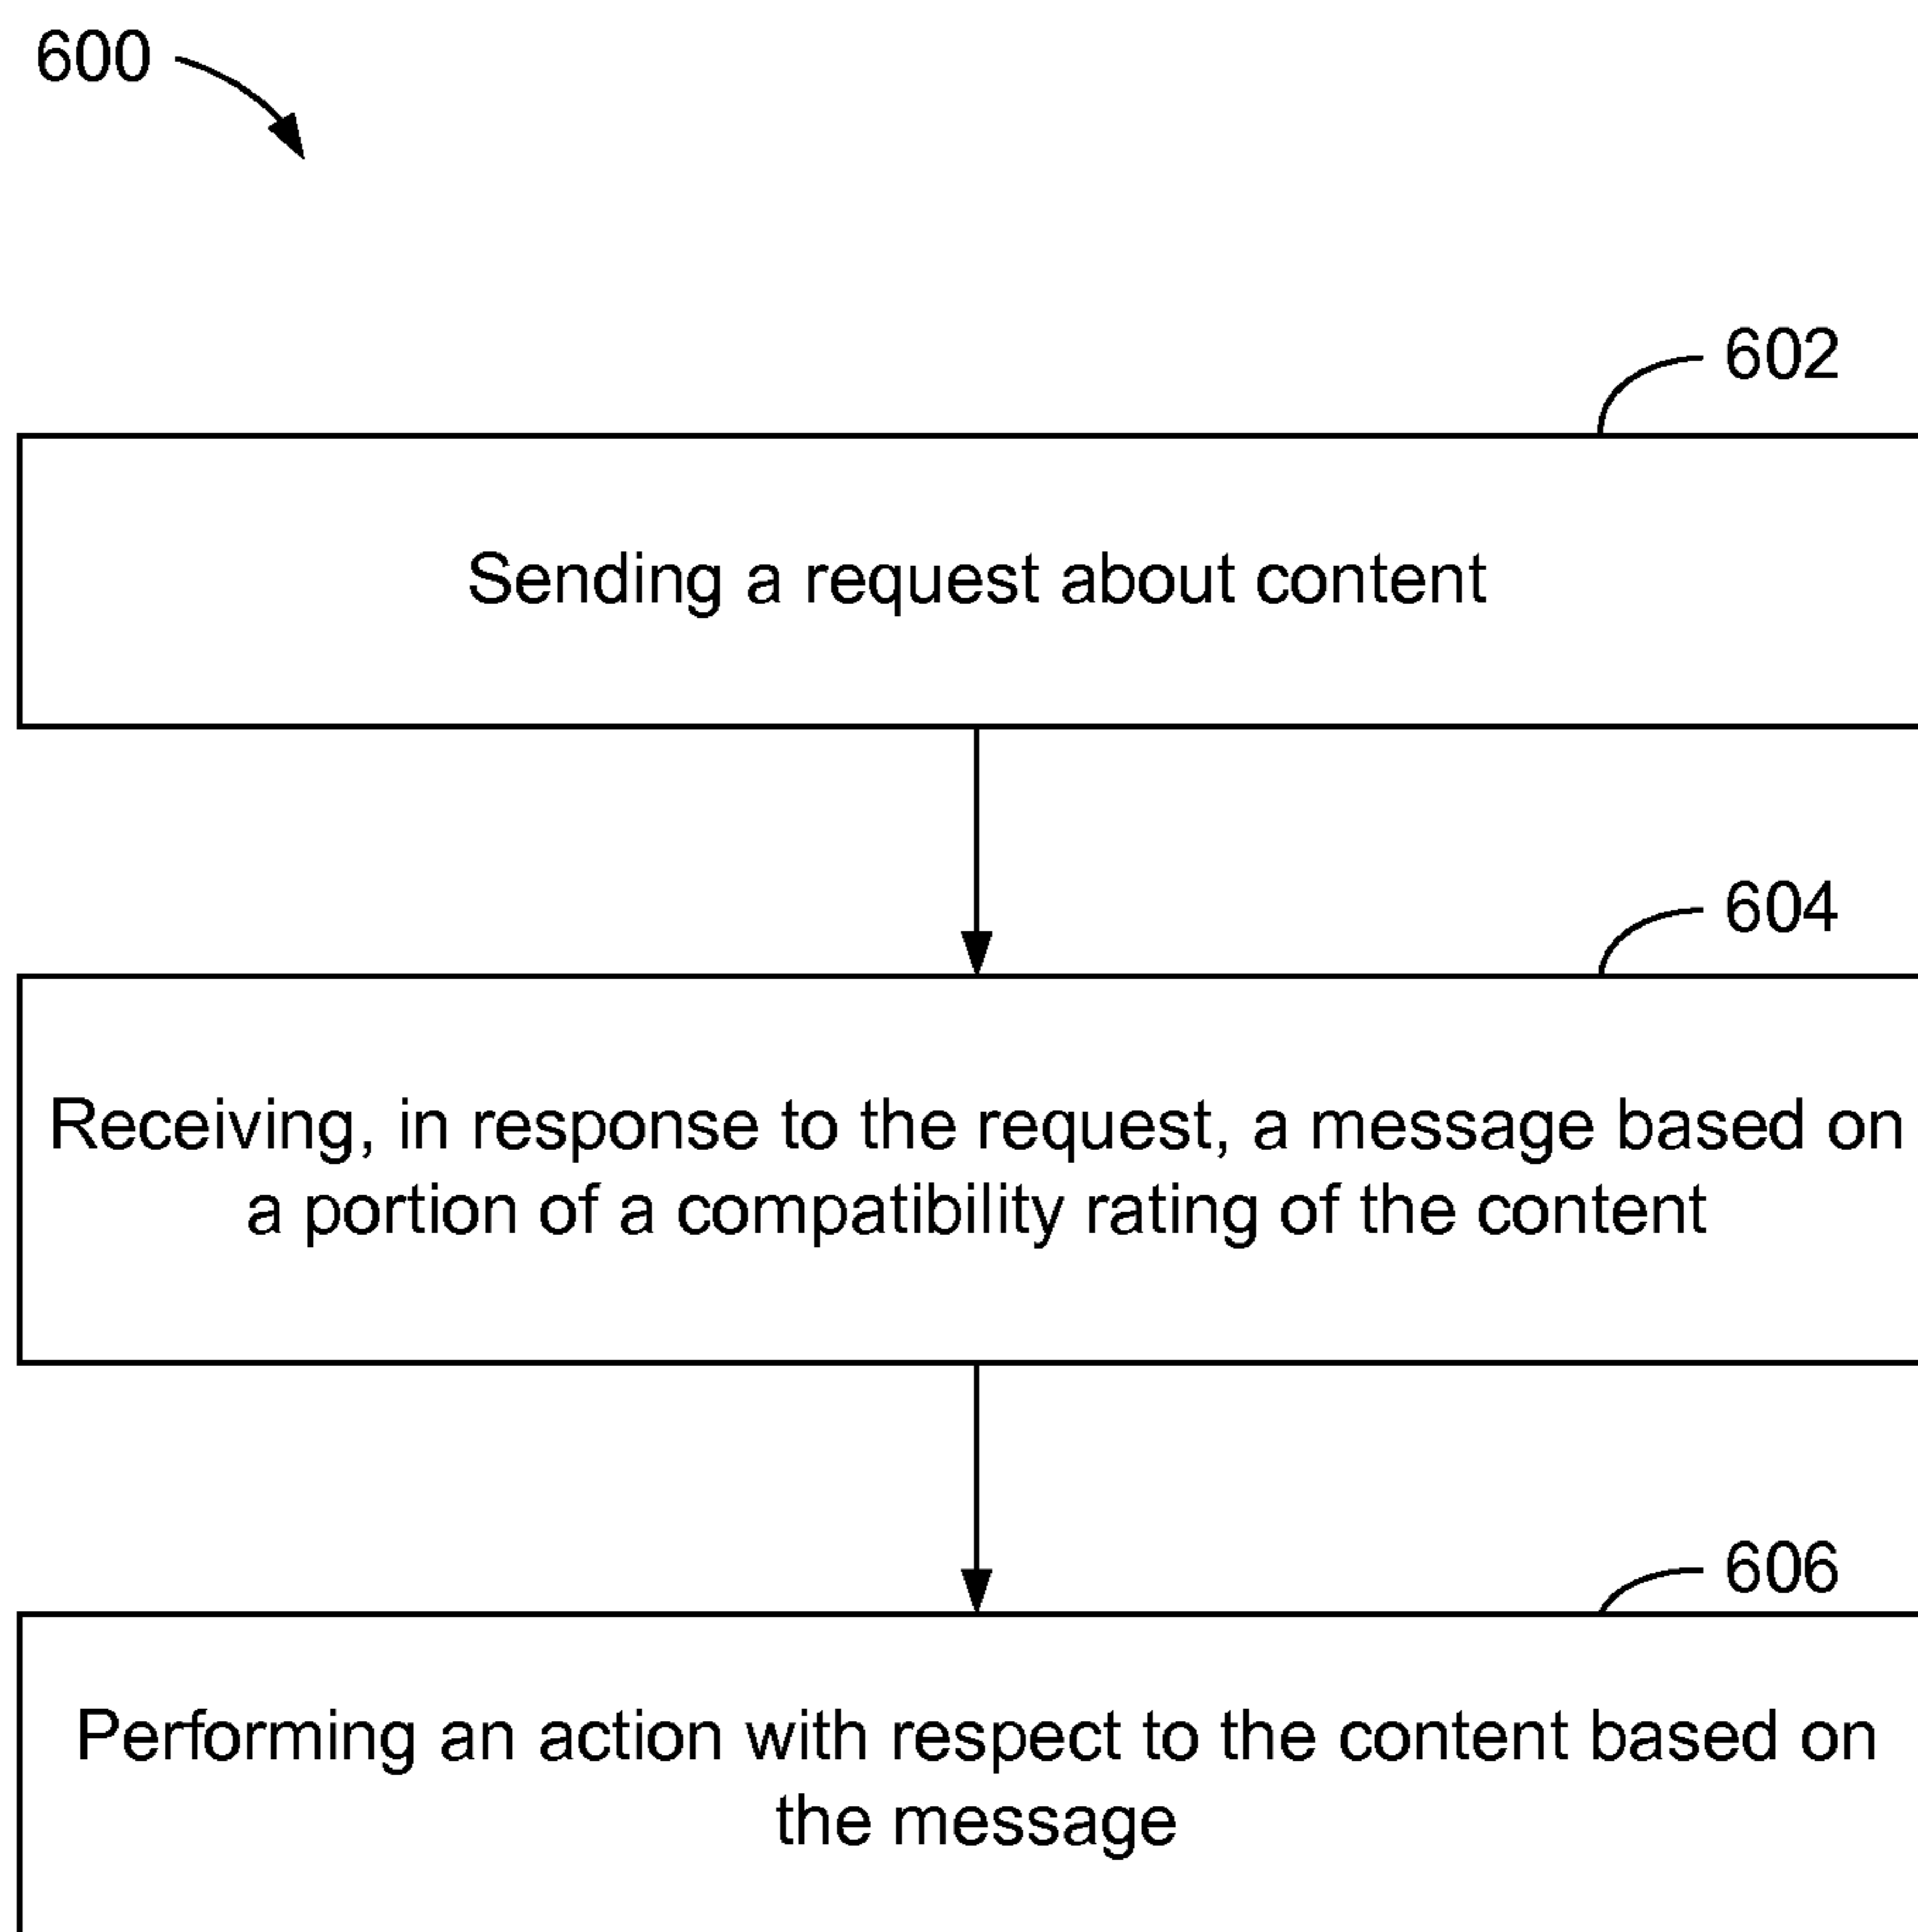 600
602
Sending a request about content
604
Receiving, in response to the request, a message based on
a portion of a compatibility rating of the content
606
Performing an action with respect to the content based on
the message